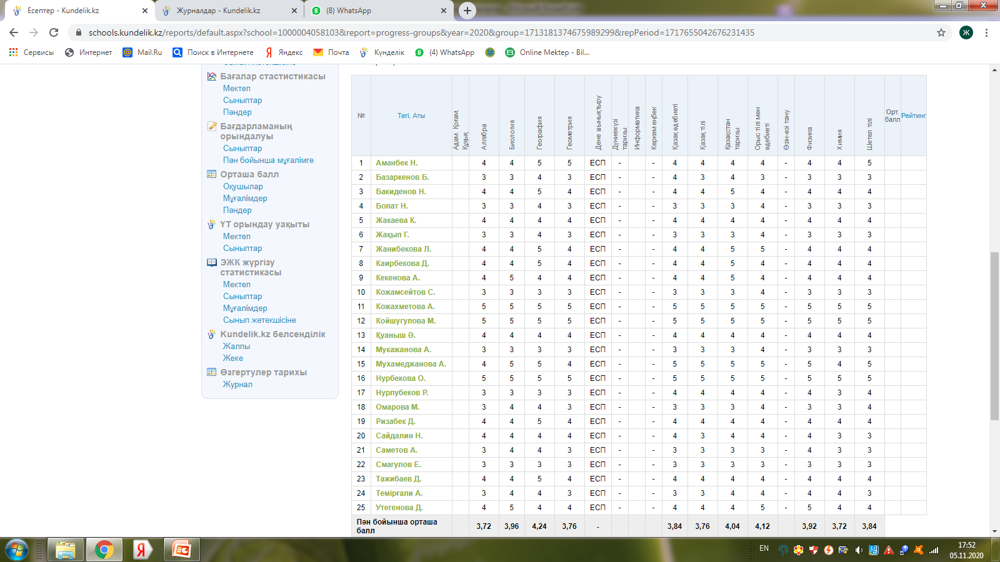 Есептер - Kundelik.kz
Журналдар - Kundelik.kz
(8) WhatsApp
schools.kundelik.kz/reports/default.aspx?school=1000004058103&report=progress-groups&year=2020&group=1713181374675989299&repPeriod=1717655042676231435
Ж
Сервисы Интернет Mail.Ru Поиск в Интернете Яндекс Почта Күнделік (4) WhatsApp Online Mektep - Bil...
Бағалар стастистикасы
Мектеп
Сыныптар
Пәндер
Бағдарламаның
орындалуы
Сыныптар
Пән бойынша мұғалімге
Орташа балл
Оқушылар
Мұғалімдер
Пәндер
ҮТ орындау уақыты
Мектеп
Сыныптар
ЭЖК жүргізу
статистикасы
Мектеп
Сыныптар
Мұғалімдер
Сынып жетекшісіне
Kundelik.kz белсенділік
Жалпы
Жеке
Өзгертулер тарихы
Журнал
№ Тегі, Аты Адам. Қоғам. Құқық Алгебра Биология География Геометрия Дене шынықтыру Дүниежүзі тарихы Информатика Көркем еңбек Қазақ әдебиеті Қазақ тілі Қазақстан тарихы Орыс тілі мен әдебиеті Өзін-өзі тану Физика Химия Шетел тілі Орт. балл Рейтинг
1 Аманбек Н. 4 4 5 5 ЕСП - - 4 4 4 4 - 4 4 5
2 Базаркенов Б. 3 3 4 3 ЕСП - - 4 3 4 3 - 3 3 3
3 Бакиденов Н. 4 4 5 4 ЕСП - - 4 4 5 4 - 4 4 4
4 Болат Н. 3 3 4 3 ЕСП - - 3 3 3 4 - 3 3 3
5 Жакаева К. 4 4 4 4 ЕСП - - 4 4 4 4 - 4 4 4
6 Жақып Г. 3 3 4 3 ЕСП - - 3 3 3 4 - 3 3 3
7 Жанибекова Л. 4 4 5 4 ЕСП - - 4 4 5 5 - 4 4 4
8 Каирбекова Д. 4 4 5 4 ЕСП - - 4 4 5 4 - 4 4 4
9 Кекенова А. 4 5 4 4 ЕСП - - 4 4 5 4 - 4 4 4
10 Кожамсейтов С. 3 3 3 3 ЕСП - - 3 3 3 4 - 3 3 3
11 Кожахметова А. 5 5 5 5 ЕСП - - 5 5 5 5 - 5 5 5
12 Койшугулова М. 5 5 5 5 ЕСП - - 5 5 5 5 - 5 5 5
13 Қуаныш Ә. 4 4 4 4 ЕСП - - 4 4 4 4 - 4 4 4
14 Мукажанова А. 3 3 3 3 ЕСП - - 3 3 3 4 - 3 3 3
15 Мухамеджанова А. 4 5 5 4 ЕСП - - 5 5 5 5 - 5 4 5
16 Нурбекова О. 5 5 5 5 ЕСП - - 5 5 5 5 - 5 5 5
17 Нурлубеков Р. 3 3 3 3 ЕСП - - 4 4 4 4 - 4 3 4
18 Омарова М. 3 4 4 3 ЕСП - - 3 3 3 4 - 3 3 4
19 Ризабек Д. 4 4 5 4 ЕСП - - 4 4 4 4 - 4 4 4
20 Сайдалин Н. 4 4 4 4 ЕСП - - 4 3 4 4 - 4 3 3
21 Саметов А. 3 4 4 3 ЕСП - - 3 3 3 3 - 4 3 3
22 Смагулов Е. 3 3 3 3 ЕСП - - 3 3 3 3 - 3 3 3
23 Тажибаев Д. 4 4 5 4 ЕСП - - 4 4 4 4 - 4 4 4
24 Темірғали А. 3 4 4 3 ЕСП - - 3 3 4 4 - 4 4 3
25 Утегенова Д. 4 5 4 4 ЕСП - - 4 4 4 5 - 5 4 4
Пән бойынша орташа балл 3,72 3,96 4,24 3,76 - 3,84 3,76 4,04 4,12 3,92 3,72 3,84
EN 17:52
05.11.2020